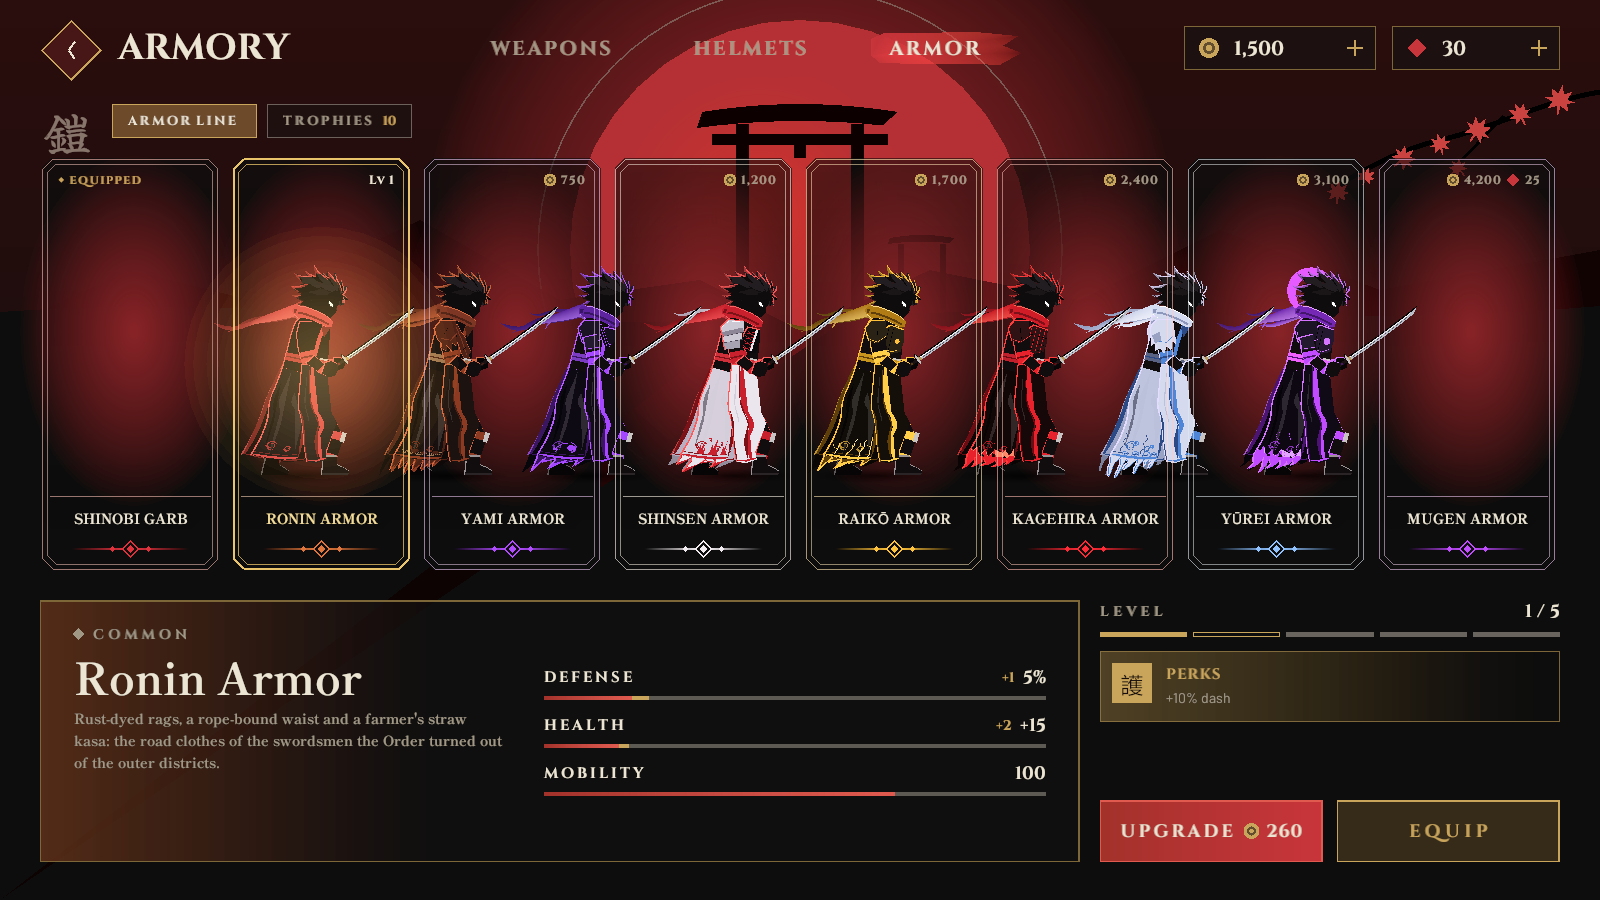 ARMORY
WEAPONS
HELMETS
ARMOR
1,500
30
鎧
ARMOR LINE
TROPHIES 10
EQUIPPED
Lv 1
750
1,200
1,700
2,400
3,100
4,200 25
SHINOBI GARB
RONIN ARMOR
YAMI ARMOR
SHINSEN ARMOR
RAIKŌ ARMOR
KAGEHIRA ARMOR
YŪREI ARMOR
MUGEN ARMOR
COMMON
Ronin Armor
Rust-dyed rags, a rope-bound waist and a farmer's straw
kasa: the road clothes of the swordsmen the Order turned out
of the outer districts.
DEFENSE +1 5%
HEALTH +2 +15
MOBILITY 100
LEVEL 1 / 5
護
PERKS
+10% dash
UPGRADE 260
EQUIP